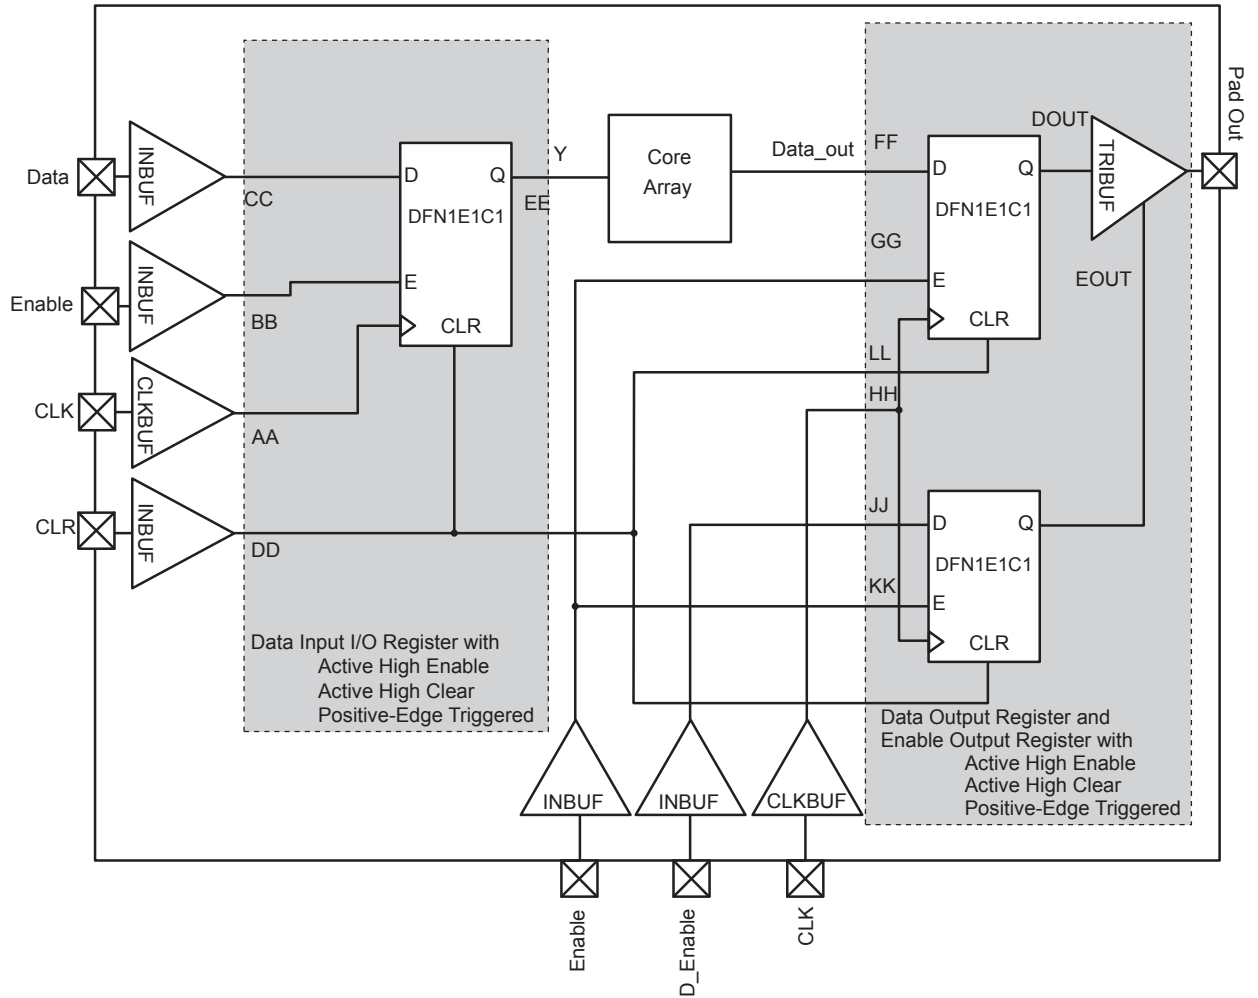 Data
Enable
CLK
CLR
INBUF
INBUF
CLKBUF
INBUF
CC
BB
AA
DD
D
Q
DFN1E1C1
E
CLR
Y
EE
Data Input I/O Register with
Active High Enable
Active High Clear
Positive-Edge Triggered
Core
Array
Data_out
FF
GG
LL
HH
JJ
KK
D
Q
DFN1E1C1
E
CLR
D
Q
DFN1E1C1
E
CLR
DOUT
TRIBUF
EOUT
Pad Out
Data Output Register and
Enable Output Register with
Active High Enable
Active High Clear
Positive-Edge Triggered
INBUF
INBUF
CLKBUF
Enable
D_Enable
CLK